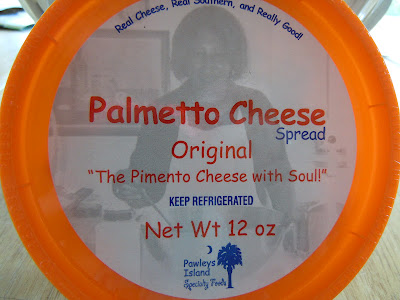 Real Cheese, Real Southern, and Really Good!
Palmetto Cheese
Spread
Original
"The Pimento Cheese with Soul!"
KEEP REFRIGERATED
Net Wt 12 oz
Pawleys
Island
Specialty Foods